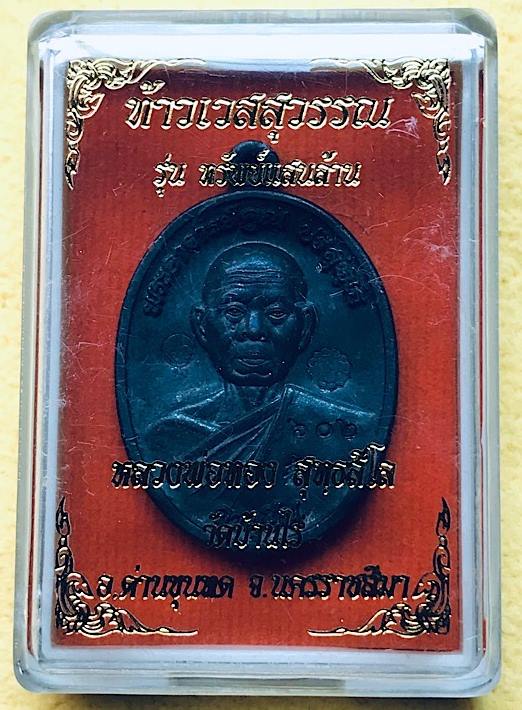 ท้าวเวสสุวรรณ
รุ่น ทรัพย์แสนล้าน
๖๐๒
หลวงพ่อทอง สุทธสีโล
วัดบ้านไร่
อ.ด่านขุนทด จ.นครราชสีมา